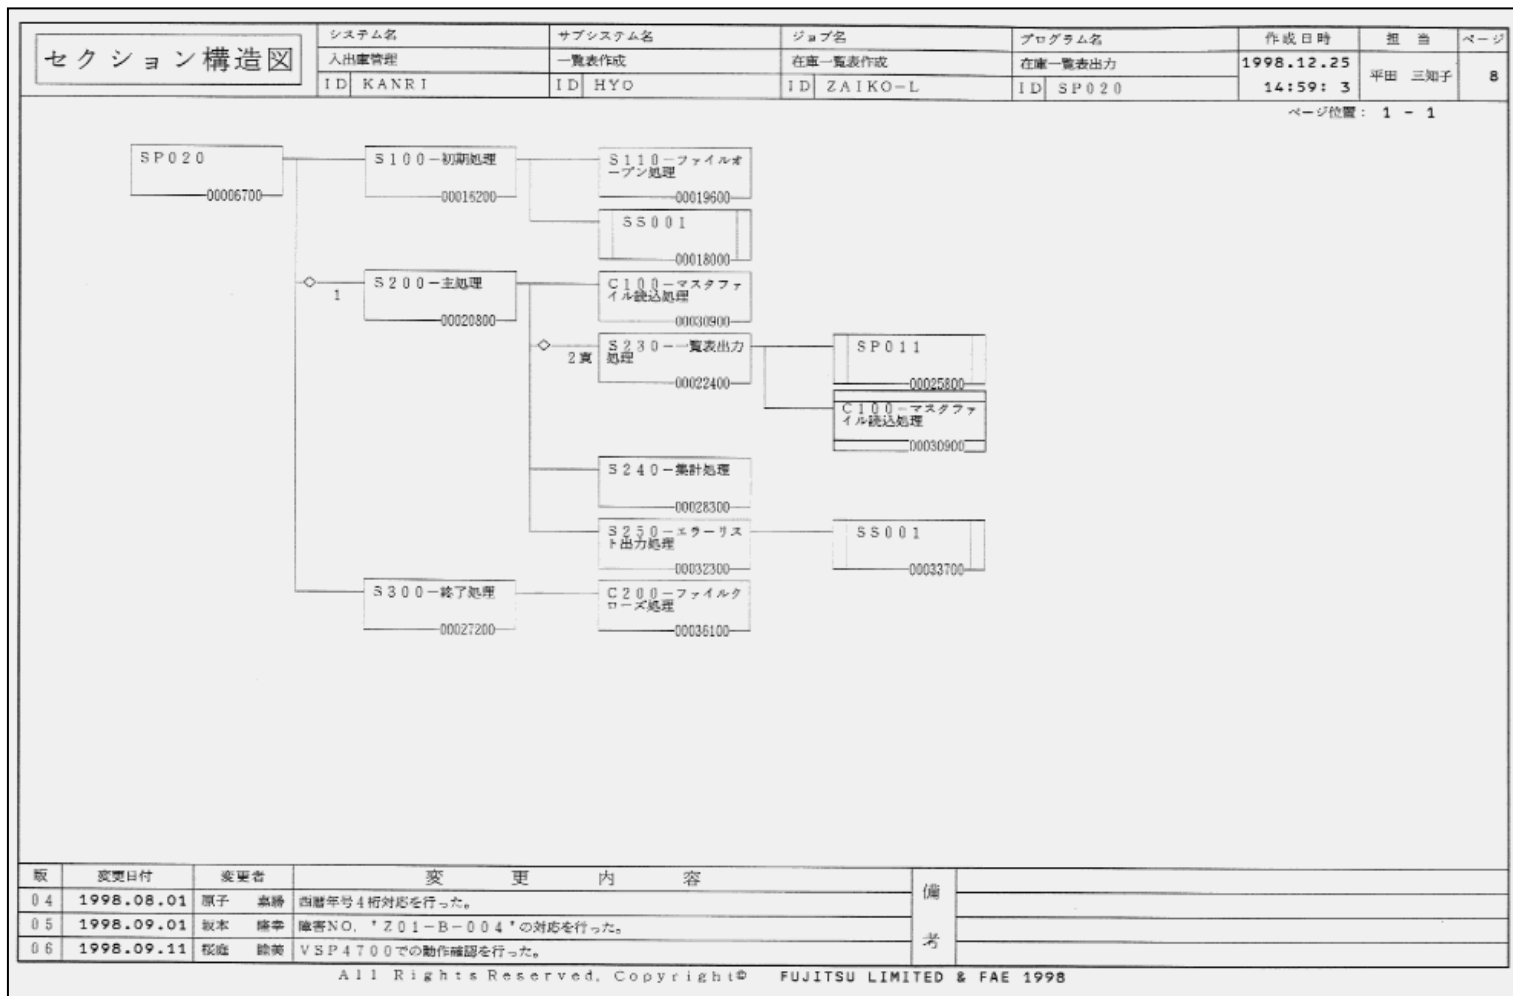 セクション構造図
システム名 サブシステム名 ジョブ名 プログラム名 作成日時 担 当 ページ
入出庫管理 一覧表作成 在庫一覧表作成 在庫一覧表出力 1998.12.25 平田 三知子 8
ID KANRI ID HYO ID ZAIKO-L ID SP020 14:59: 3
ページ位置: 1 - 1
SP020
00006700
S100-初期処理
00016200
S110-ファイルオ
ープン処理
00019600
SS001
00018000
1
S200-主処理
00020800
C100-マスタファ
イル読込処理
00030900
2真
S230-一覧表出力
処理
00022400
SP011
00025800
C100-マスタファ
イル読込処理
00030900
S240-集計処理
00028300
S250-エラーリス
ト出力処理
00032300
SS001
00033700
S300-終了処理
00027200
C200-ファイルク
ローズ処理
00036100
版 変更日付 変更者 変 更 内 容 備 考
04 1998.08.01 原子 嘉勝 西暦年号4桁対応を行った。
05 1998.09.01 坂本 隆幸 障害NO. "Z01-B-004"の対応を行った。
06 1998.09.11 桜庭 睦美 VSP4700での動作確認を行った。
All Rights Reserved, Copyright© FUJITSU LIMITED & FAE 1998